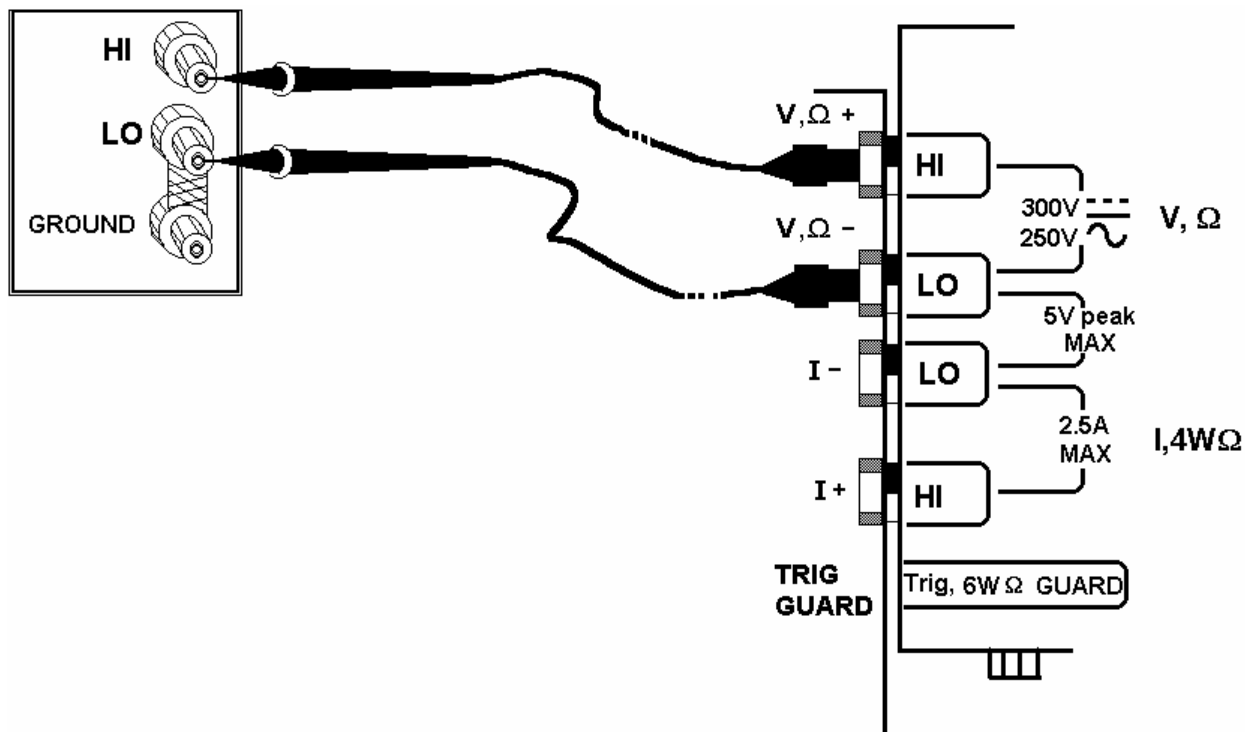 HI
LO
GROUND
V,Ω +
V,Ω -
I -
I +
TRIG
GUARD
HI
LO
LO
HI
300V
250V
V, Ω
5V peak
MAX
2.5A
MAX
I,4WΩ
Trig, 6WΩ GUARD